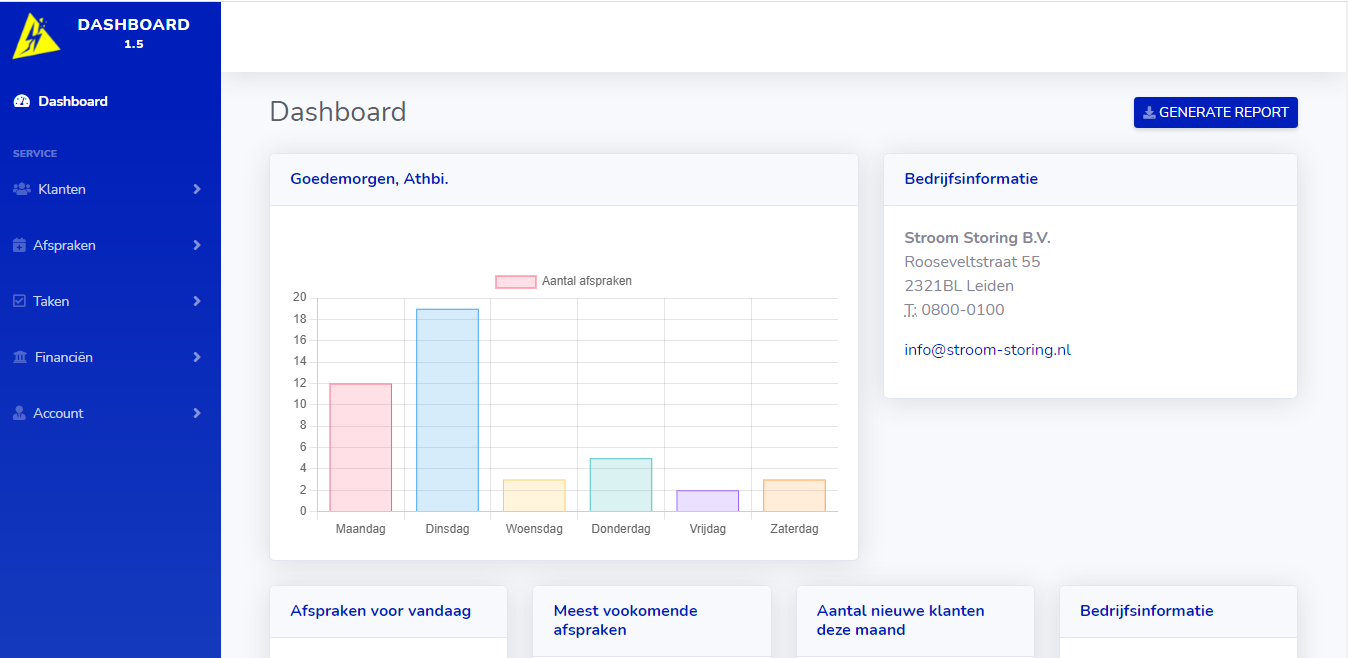 DASHBOARD
1.5
Dashboard
SERVICE
Klanten
Afspraken
Taken
Financiën
Account
Dashboard
GENERATE REPORT
Goedemorgen, Athbi.
Aantal afspraken
20
18
16
14
12
10
8
6
4
2
0
Maandag Dinsdag Woensdag Donderdag Vrijdag Zaterdag
Bedrijfsinformatie
Stroom Storing B.V.
Rooseveltstraat 55
2321BL Leiden
T: 0800-0100
info@stroom-storing.nl
Afspraken voor vandaag
Meest vookomende
afspraken
Aantal nieuwe klanten
deze maand
Bedrijfsinformatie